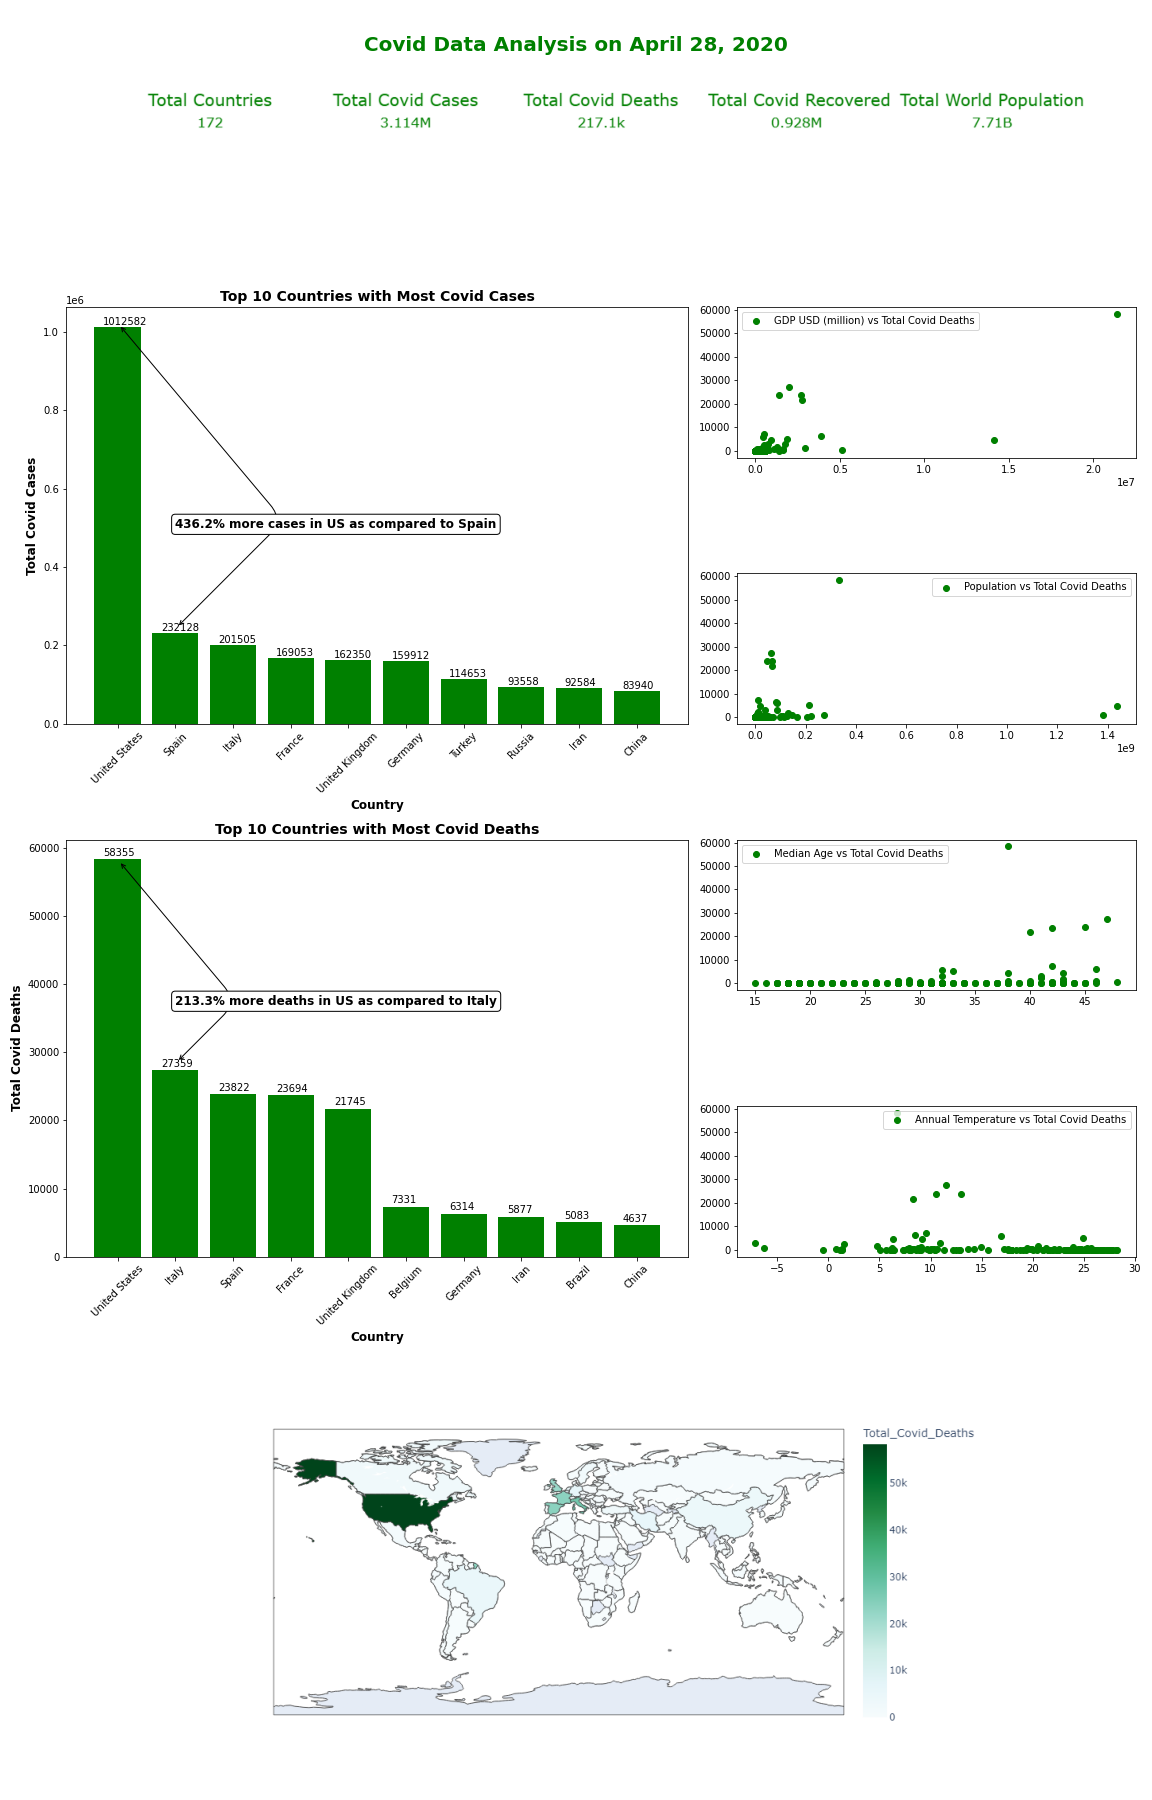 Covid Data Analysis on April 28, 2020
Total Countries
172
Total Covid Cases
3.114M
Total Covid Deaths
217.1k
Total Covid Recovered
0.928M
Total World Population
7.71B
Top 10 Countries with Most Covid Cases
1e6
1.0
0.8
0.6
0.4
0.2
0.0
Total Covid Cases
1012582
232128
201505
169053
162350
159912
114653
93558
92584
83940
436.2% more cases in US as compared to Spain
United States
Spain
Italy
France
United Kingdom
Germany
Turkey
Russia
Iran
China
Country
GDP USD (million) vs Total Covid Deaths
60000
50000
40000
30000
20000
10000
0
0.0 0.5 1.0 1.5 2.0
1e7
Population vs Total Covid Deaths
60000
50000
40000
30000
20000
10000
0
0.0 0.2 0.4 0.6 0.8 1.0 1.2 1.4
1e9
Top 10 Countries with Most Covid Deaths
60000
50000
40000
30000
20000
10000
0
Total Covid Deaths
58355
27359
23822
23694
21745
7331
6314
5877
5083
4637
213.3% more deaths in US as compared to Italy
United States
Italy
Spain
France
United Kingdom
Belgium
Germany
Iran
Brazil
China
Country
Median Age vs Total Covid Deaths
60000
50000
40000
30000
20000
10000
0
15 20 25 30 35 40 45
Annual Temperature vs Total Covid Deaths
60000
50000
40000
30000
20000
10000
0
−5 0 5 10 15 20 25 30
Total_Covid_Deaths
50k
40k
30k
20k
10k
0